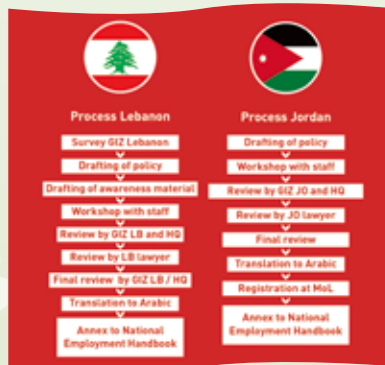 Process Lebanon
Survey GIZ Lebanon
Drafting of policy
Drafting of awareness material
Workshop with staff
Review by GIZ LB and HQ
Review by LB lawyer
Final review by GIZ LB / HQ
Translation to Arabic
Annex to National
Employment Handbook
Process Jordan
Drafting of policy
Workshop with staff
Review by GIZ JO and HQ
Review by JO lawyer
Final review
Translation to Arabic
Registration at MoL
Annex to National
Employment Handbook